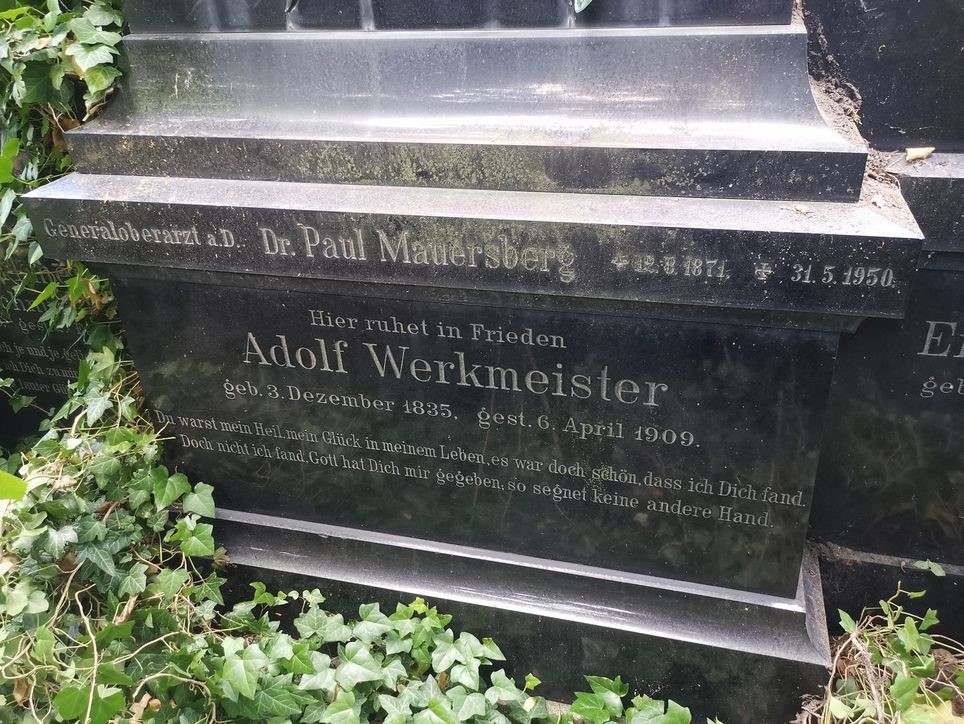 Generaloberarzt a.D. Dr. Paul Mauersberg 1871. 31.5.1950.
Hier ruhet in Frieden
Adolf Werkmeister
geb. 3. Dezember 1835, gest. 6. April 1909.
Du warst mein Heil, mein Glück in meinem Leben, es war doch schön, dass ich Dich fand.
Doch nicht ich fand, Gott hat Dich mir gegeben, so segnet keine andere Hand.
geb